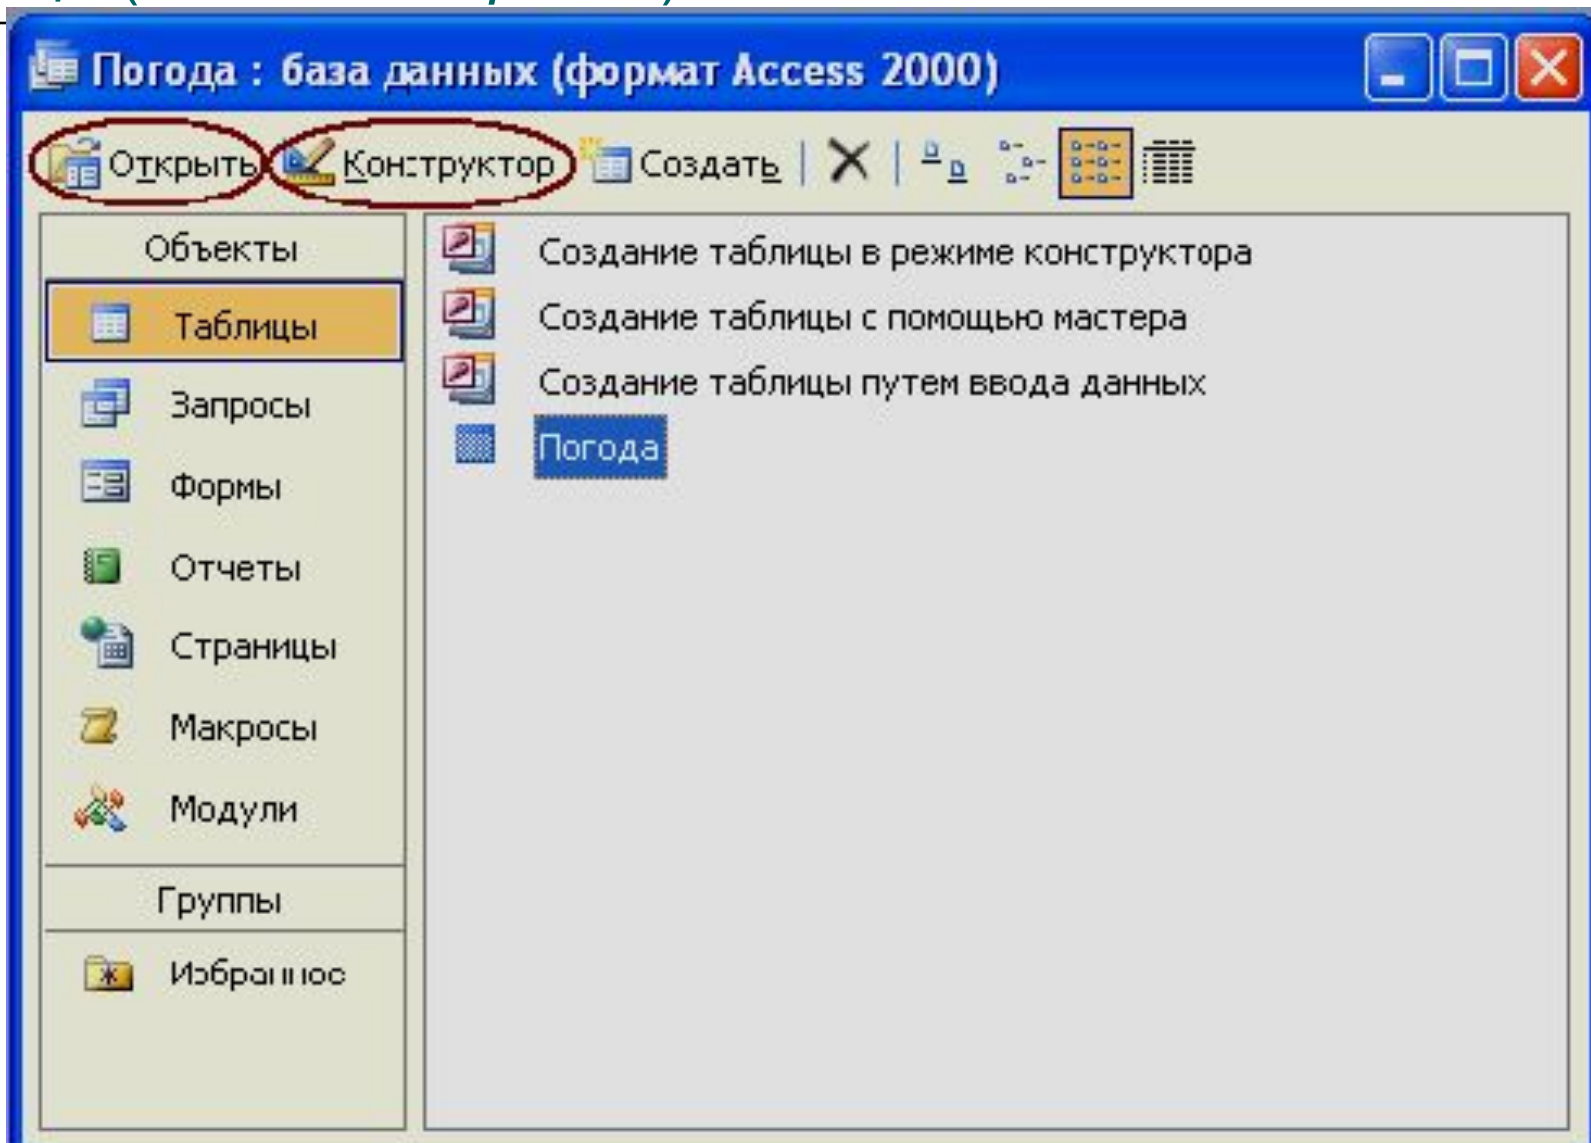 Погода : база данных (формат Access 2000)
Открыть Конструктор Создать
Объекты
Таблицы
Запросы
Формы
Отчеты
Страницы
Макросы
Модули
Группы
Избранное
Создание таблицы в режиме конструктора
Создание таблицы с помощью мастера
Создание таблицы путем ввода данных
Погода